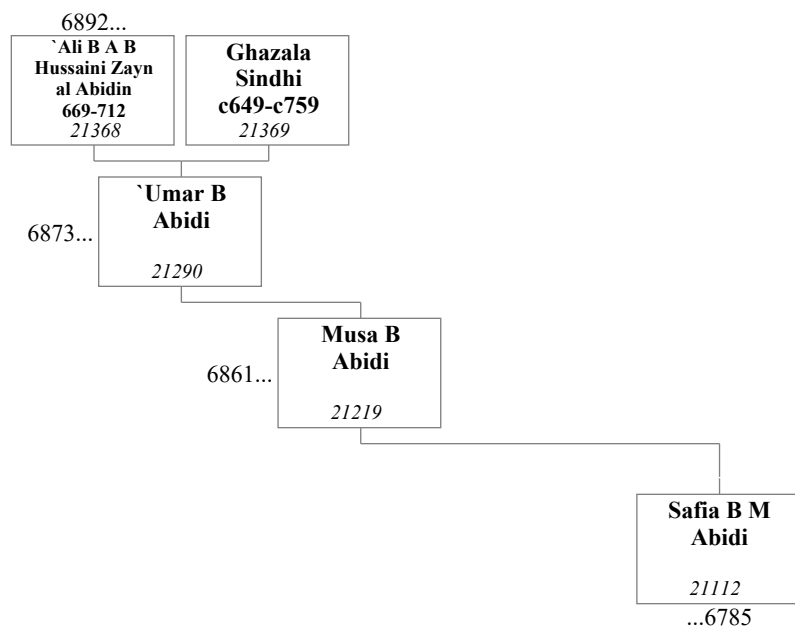 6892...
`Ali B A B
Hussaini Zayn
al Abidin
669-712
21368
Ghazala
Sindhi
c649-c759
21369
`Umar B
Abidi
6873...
21290
Musa B
Abidi
6861...
21219
Safia B M
Abidi
21112
...6785